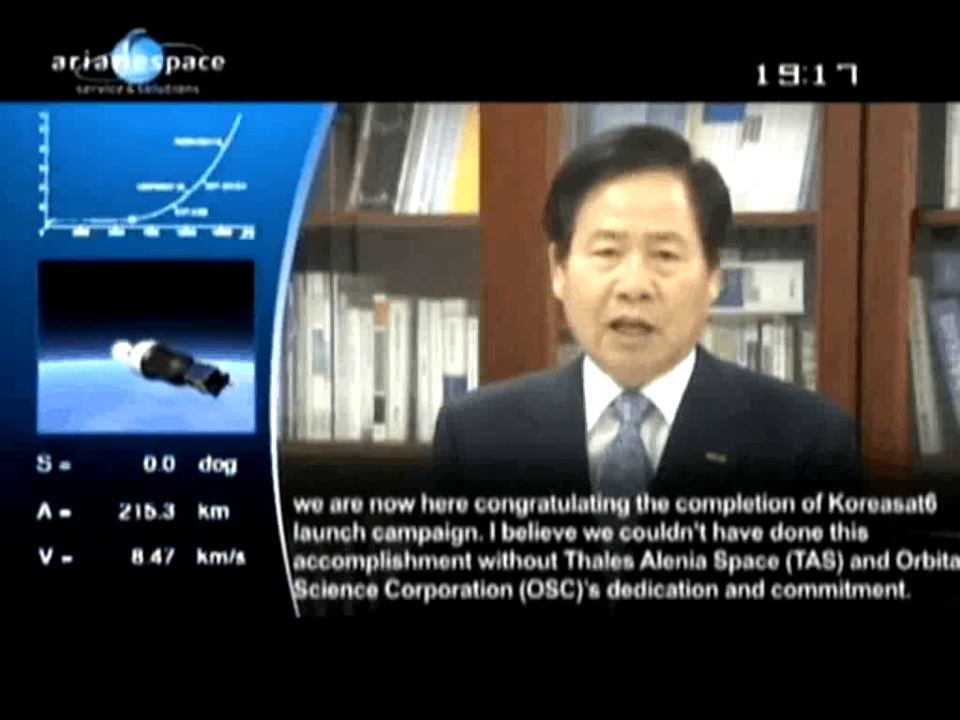 arianespace
service & solutions
19:17
S = 0.0 deg
A = 215.3 km
V = 8.47 km/s
we are now here congratulating the completion of Koreasat6
launch campaign. I believe we couldn't have done this
accomplishment without Thales Alenia Space (TAS) and Orbita
Science Corporation (OSC)'s dedication and commitment.